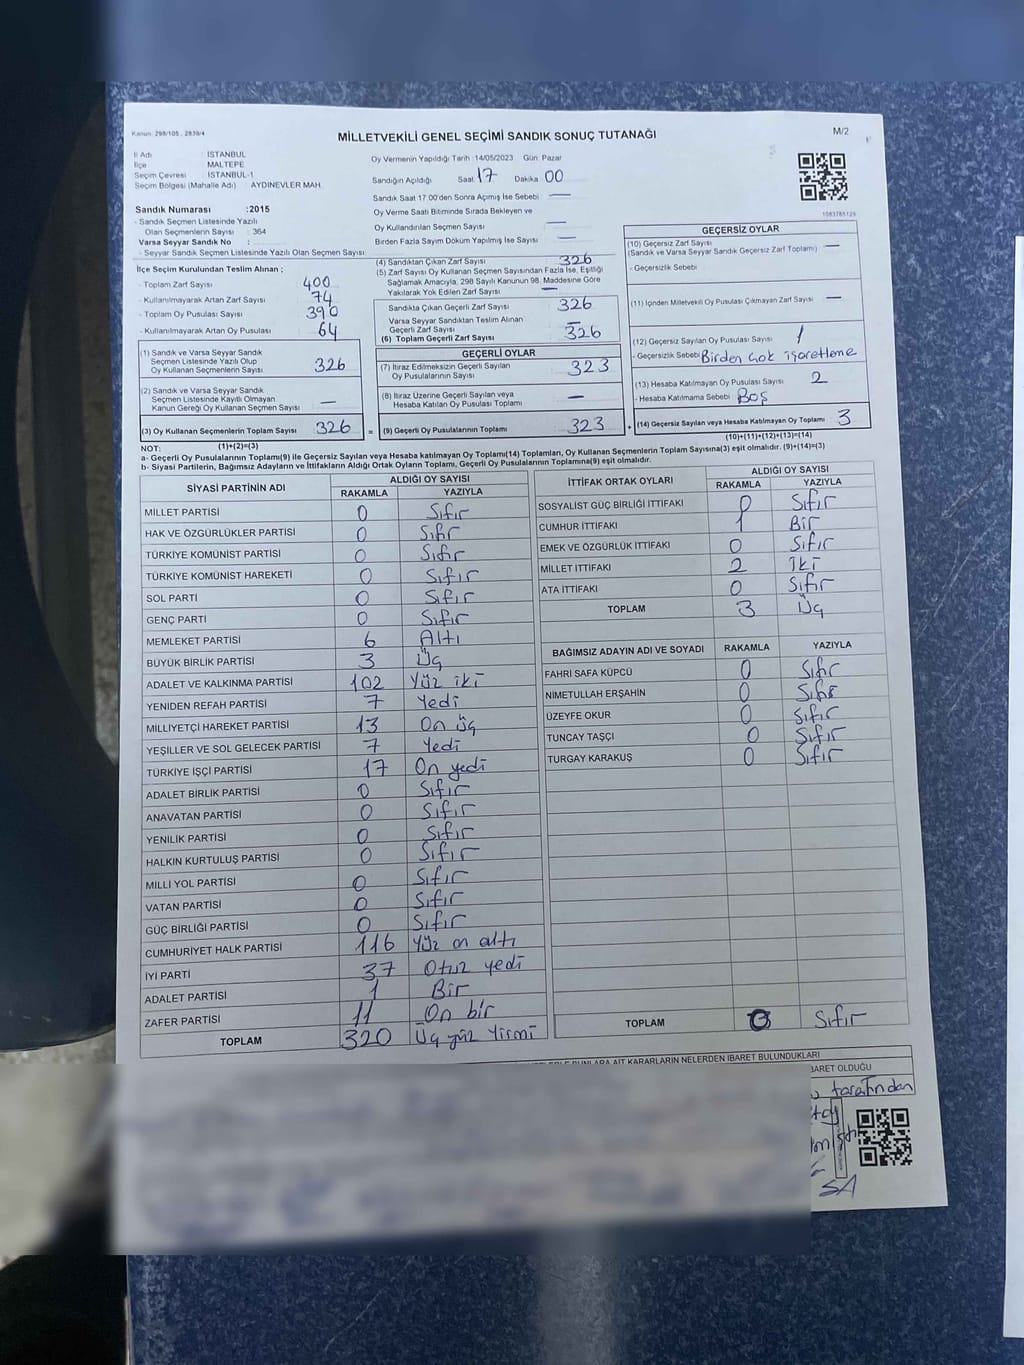 Kanun: 298/105 , 2839/4
MİLLETVEKİLİ GENEL SEÇİMİ SANDIK SONUÇ TUTANAĞI
M/2
İl Adı : İSTANBUL
İlçe : MALTEPE
Seçim Çevresi : İSTANBUL-1
Seçim Bölgesi (Mahalle Adı) : AYDINEVLER MAH.
Oy Vermenin Yapıldığı Tarih :14/05/2023 Gün: Pazar
Sandığın Açıldığı Saat 17 Dakika 00
Sandık Saat 17.00'den Sonra Açılmış İse Sebebi —
Oy Verme Saati Bitiminde Sırada Bekleyen ve
Oy Kullandırılan Seçmen Sayısı —
Birden Fazla Sayım Döküm Yapılmış İse Sayısı —
1083785129
Sandık Numarası :2015
- Sandık Seçmen Listesinde Yazılı
Olan Seçmenlerin Sayısı : 364
Varsa Seyyar Sandık No :
- Seyyar Sandık Seçmen Listesinde Yazılı Olan Seçmen Sayısı:
İlçe Seçim Kurulundan Teslim Alınan ;
- Toplam Zarf Sayısı 400
- Kullanılmayarak Artan Zarf Sayısı 74
- Toplam Oy Pusulası Sayısı 390
- Kullanılmayarak Artan Oy Pusulası 64
(1) Sandık ve Varsa Seyyar Sandık
Seçmen Listesinde Yazılı Olup
Oy Kullanan Seçmenlerin Sayısı 326
(2) Sandık ve Varsa Seyyar Sandık
Seçmen Listesinde Kayıtlı Olmayan
Kanun Gereği Oy Kullanan Seçmen Sayısı —
(3) Oy Kullanan Seçmenlerin Toplam Sayısı 326
(1)+(2)=(3)
(4) Sandıktan Çıkan Zarf Sayısı 326
(5) Zarf Sayısı Oy Kullanan Seçmen Sayısından Fazla İse, Eşitliği
Sağlamak Amacıyla, 298 Sayılı Kanunun 98. Maddesine Göre
Yakılarak Yok Edilen Zarf Sayısı —
Sandıkta Çıkan Geçerli Zarf Sayısı 326
Varsa Seyyar Sandıktan Teslim Alınan
Geçerli Zarf Sayısı —
(6) Toplam Geçerli Zarf Sayısı 326
GEÇERLİ OYLAR
(7) İtiraz Edilmeksizin Geçerli Sayılan
Oy Pusulalarının Sayısı 323
(8) İtiraz Üzerine Geçerli Sayılan veya
Hesaba Katılan Oy Pusulası Toplamı —
= (9) Geçerli Oy Pusulalarının Toplamı 323
GEÇERSİZ OYLAR
(10) Geçersiz Zarf Sayısı
(Sandık ve Varsa Seyyar Sandık Geçersiz Zarf Toplamı) —
- Geçersizlik Sebebi
(11) İçinden Milletvekili Oy Pusulası Çıkmayan Zarf Sayısı —
(12) Geçersiz Sayılan Oy Pusulası Sayısı 1
- Geçersizlik Sebebi Birden çok işaretleme
(13) Hesaba Katılmayan Oy Pusulası Sayısı 2
- Hesaba Katılmama Sebebi Boş
+ (14) Geçersiz Sayılan veya Hesaba Katılmayan Oy Toplamı 3
(10)+(11)+(12)+(13)=(14)
NOT:
a- Geçerli Oy Pusulalarının Toplamı(9) ile Geçersiz Sayılan veya Hesaba katılmayan Oy Toplamı(14) Toplamları, Oy Kullanan Seçmenlerin Toplam Sayısına(3) eşit olmalıdır. (9)+(14)=(3)
b- Siyasi Partilerin, Bağımsız Adayların ve İttifakların Aldığı Ortak Oyların Toplamı, Geçerli Oy Pusulalarının Toplamına(9) eşit olmalıdır.
SİYASİ PARTİNİN ADI ALDIĞI OY SAYISI
RAKAMLA YAZIYLA
MİLLET PARTİSİ 0 Sıfır
HAK VE ÖZGÜRLÜKLER PARTİSİ 0 Sıfır
TÜRKİYE KOMÜNİST PARTİSİ 0 Sıfır
TÜRKİYE KOMÜNİST HAREKETİ 0 Sıfır
SOL PARTİ 0 Sıfır
GENÇ PARTİ 0 Sıfır
MEMLEKET PARTİSİ 6 Altı
BÜYÜK BİRLİK PARTİSİ 3 Üç
ADALET VE KALKINMA PARTİSİ 102 Yüz iki
YENİDEN REFAH PARTİSİ 7 Yedi
MİLLİYETÇİ HAREKET PARTİSİ 13 On üç
YEŞİLLER VE SOL GELECEK PARTİSİ 7 Yedi
TÜRKİYE İŞÇİ PARTİSİ 17 On yedi
ADALET BİRLİK PARTİSİ 0 Sıfır
ANAVATAN PARTİSİ 0 Sıfır
YENİLİK PARTİSİ 0 Sıfır
HALKIN KURTULUŞ PARTİSİ 0 Sıfır
MİLLİ YOL PARTİSİ 0 Sıfır
VATAN PARTİSİ 0 Sıfır
GÜÇ BİRLİĞİ PARTİSİ 0 Sıfır
CUMHURİYET HALK PARTİSİ 116 Yüz on altı
İYİ PARTİ 37 Otuz yedi
ADALET PARTİSİ 1 Bir
ZAFER PARTİSİ 11 On bir
TOPLAM 320 Üç yüz Yirmi
İTTİFAK ORTAK OYLARI ALDIĞI OY SAYISI
RAKAMLA YAZIYLA
SOSYALİST GÜÇ BİRLİĞİ İTTİFAKI 0 Sıfır
CUMHUR İTTİFAKI 1 Bir
EMEK VE ÖZGÜRLÜK İTTİFAKI 0 Sıfır
MİLLET İTTİFAKI 2 İki
ATA İTTİFAKI 0 Sıfır
TOPLAM 3 Üç
BAĞIMSIZ ADAYIN ADI VE SOYADI RAKAMLA YAZIYLA
FAHRİ SAFA KÜPCÜ 0 Sıfır
NİMETULLAH ERŞAHİN 0 Sıfır
ÜZEYFE OKUR 0 Sıfır
TUNCAY TAŞÇI 0 Sıfır
TURGAY KARAKUŞ 0 Sıfır
TOPLAM 0 Sıfır
BUNLARA AİT KARARLARIN NELERDEN İBARET BULUNDUKLARI
OLDUĞU
tarafından
SA